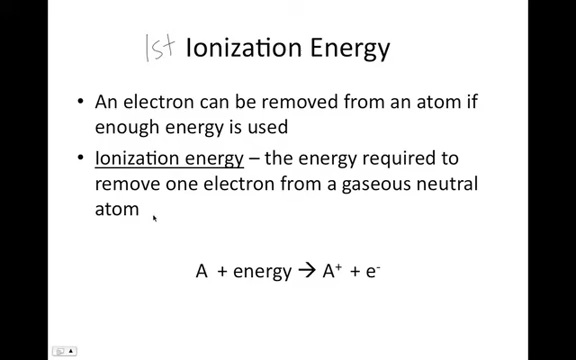 1st Ionization Energy
• An electron can be removed from an atom if
enough energy is used
• Ionization energy – the energy required to
remove one electron from a gaseous neutral
atom
A + energy → A⁺ + e⁻